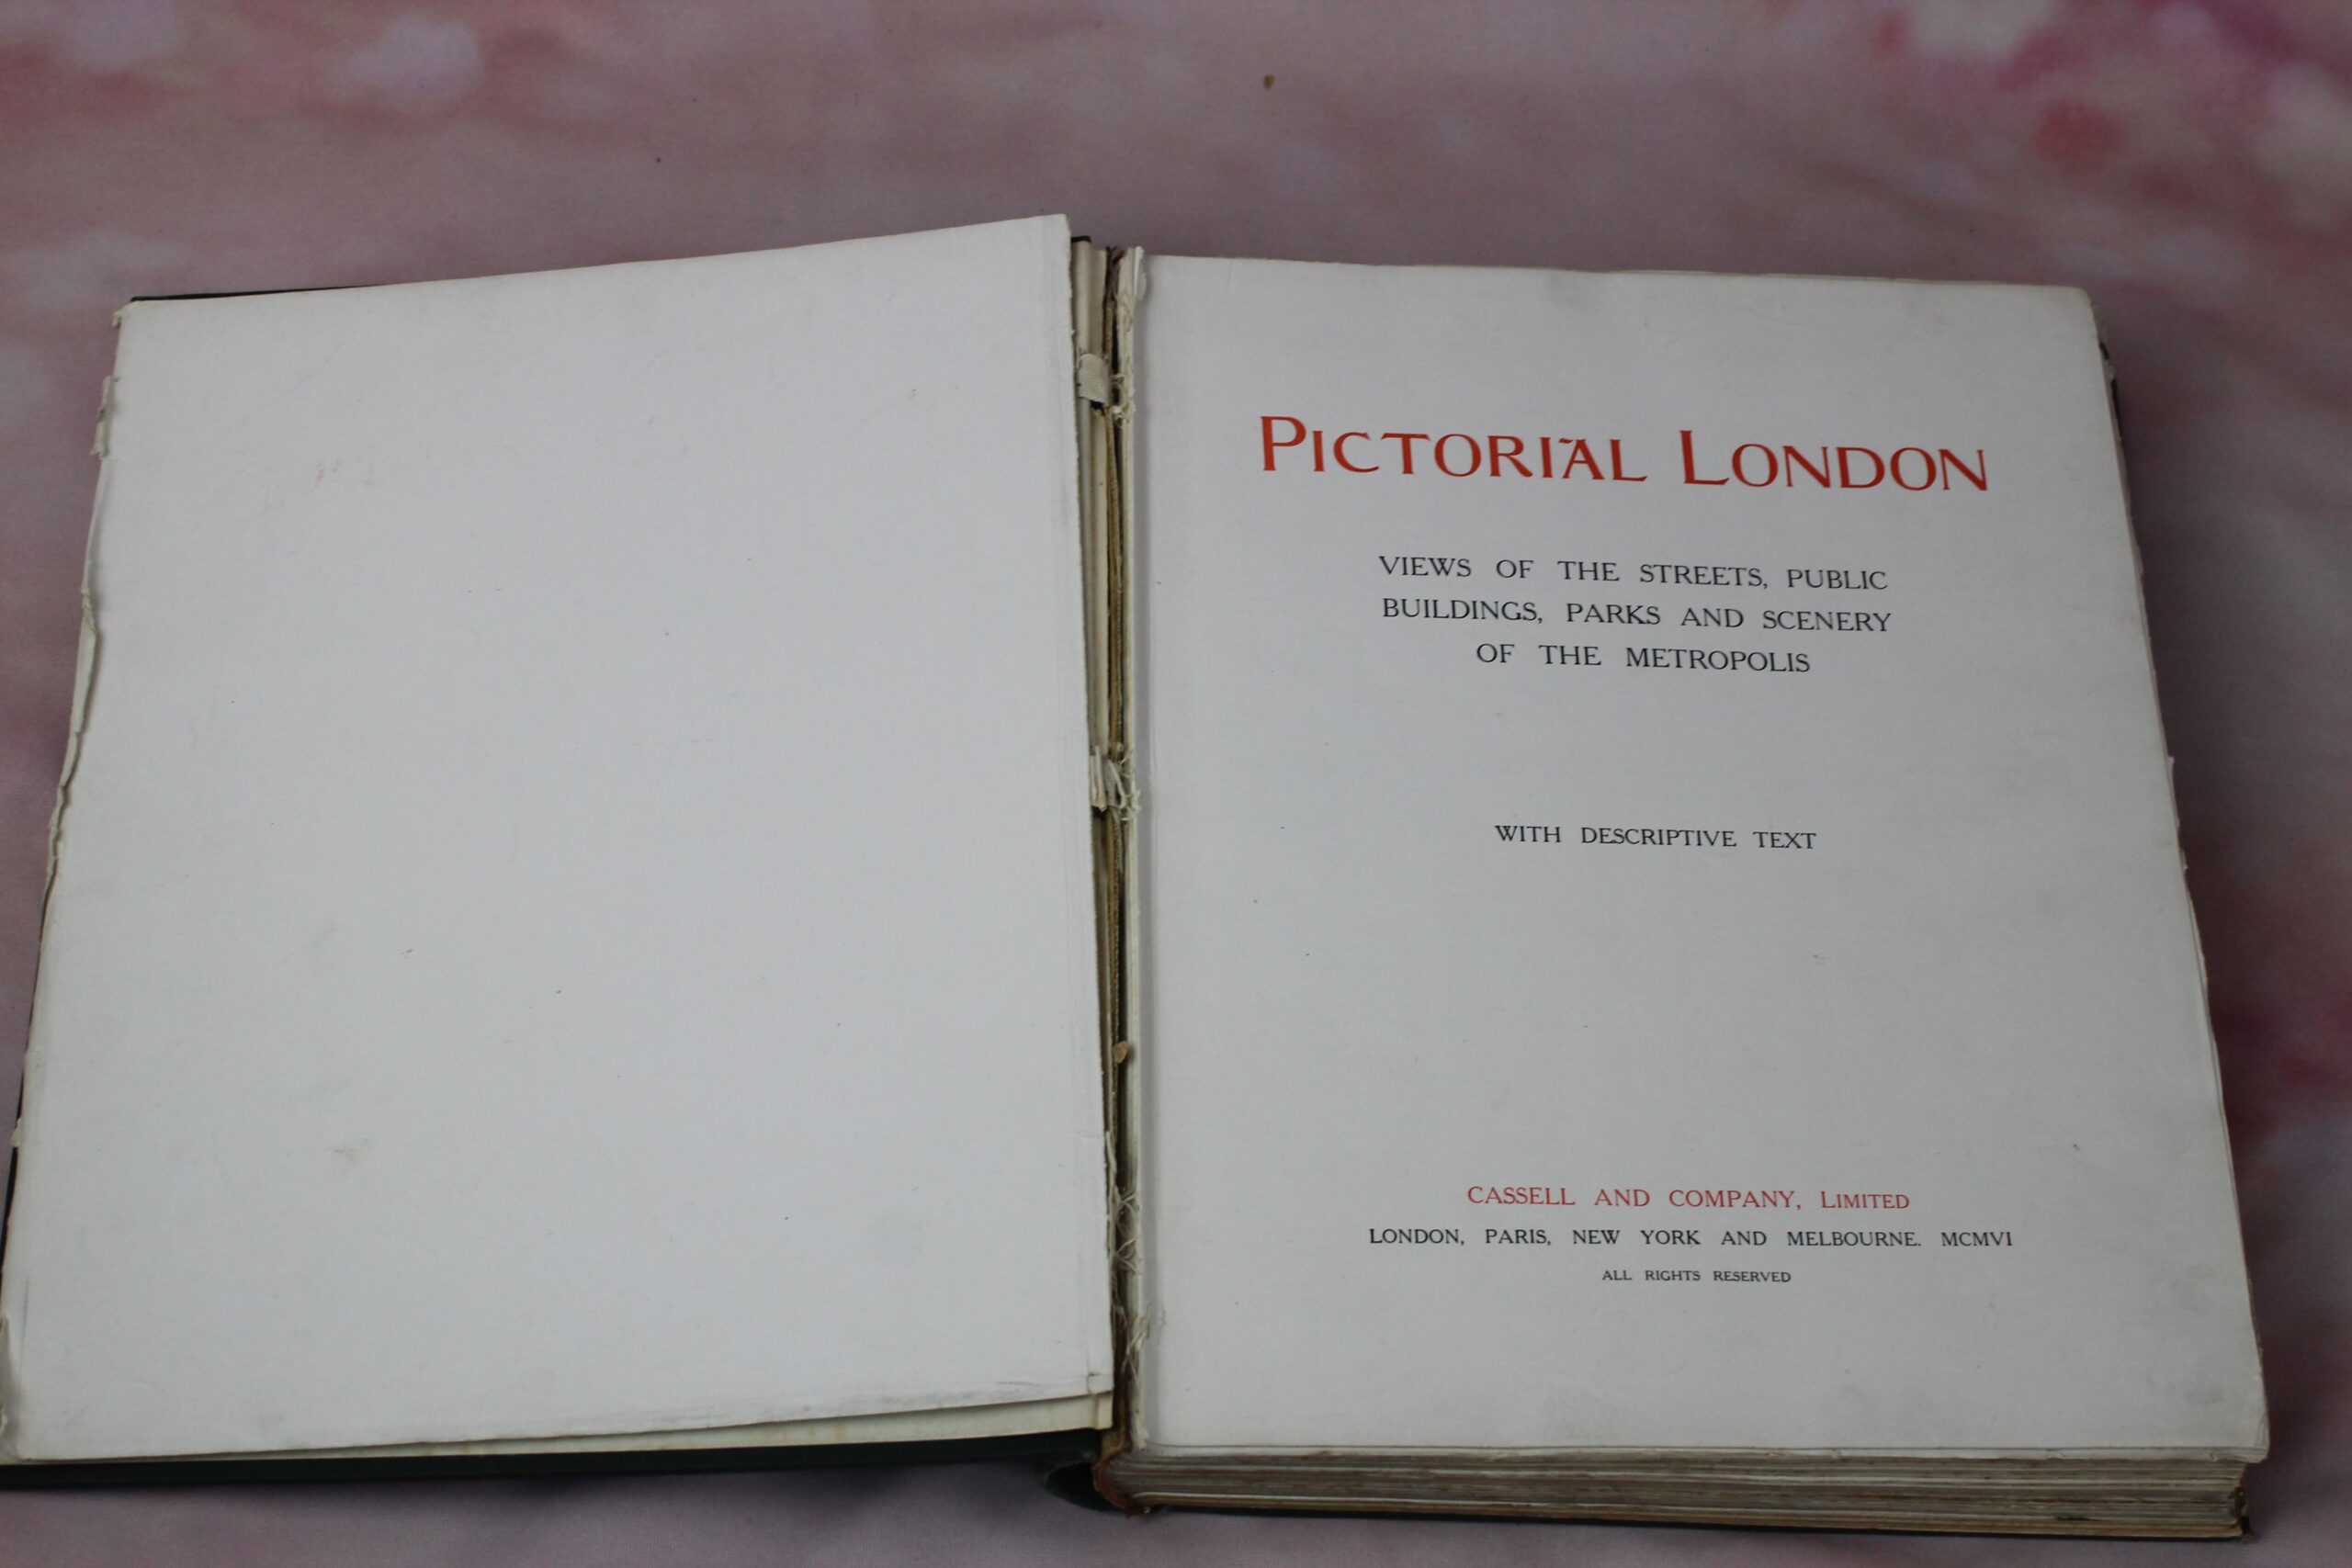 PICTORIAL LONDON
VIEWS OF THE STREETS, PUBLIC
BUILDINGS, PARKS AND SCENERY
OF THE METROPOLIS
WITH DESCRIPTIVE TEXT
CASSELL AND COMPANY, LIMITED
LONDON, PARIS, NEW YORK AND MELBOURNE. MCMVI
ALL RIGHTS RESERVED